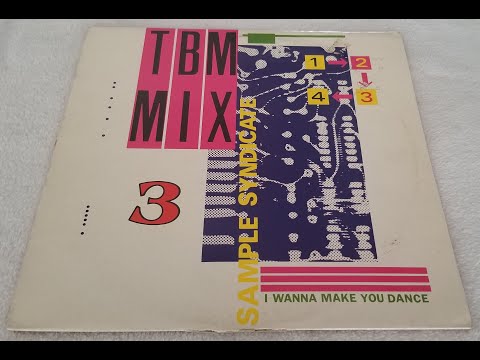 TBM
MIX
3
SAMPLE SYNDICATE
1 2
4 3
I WANNA MAKE YOU DANCE